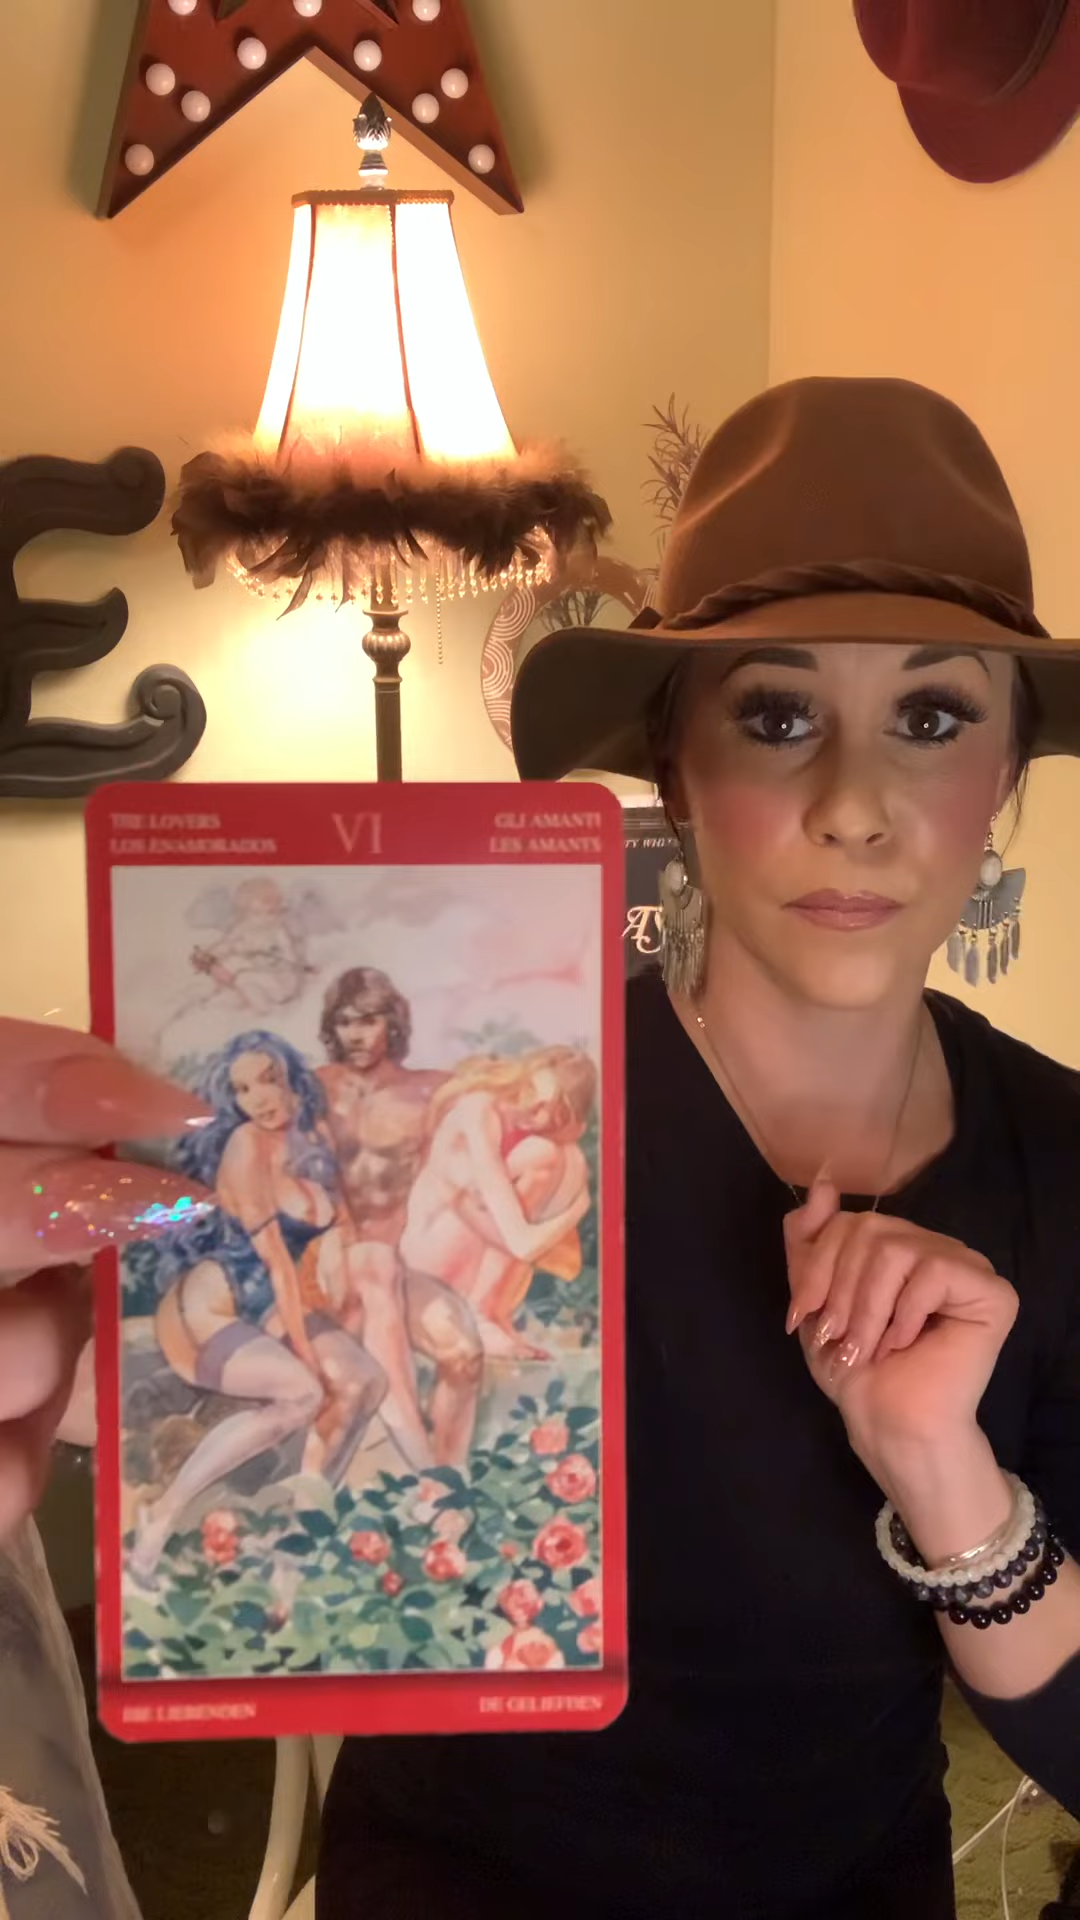 E
THE LOVERS
LOS ENAMORADOS
VI
GLI AMANTI
LES AMANTS
DIE LIEBENDEN
DE GELIEFDEN